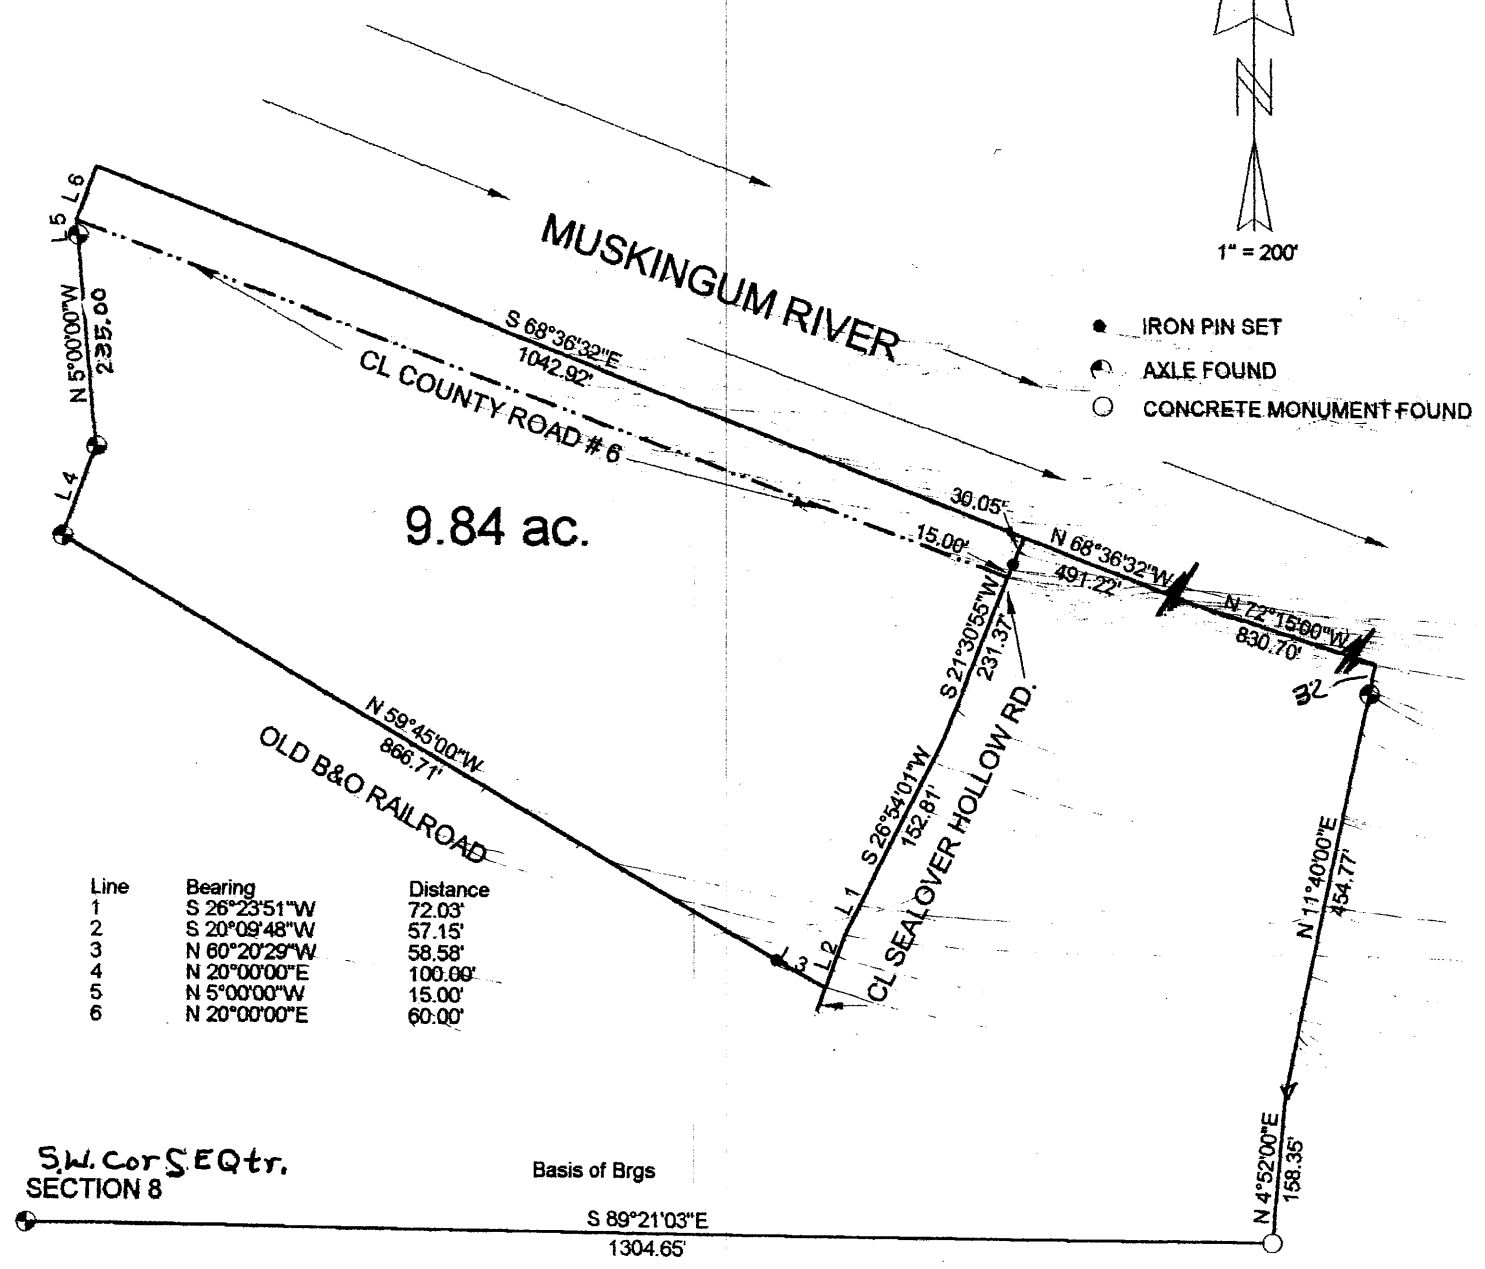 N
1" = 200'
L 6
L 5
MUSKINGUM RIVER
IRON PIN SET
AXLE FOUND
CONCRETE MONUMENT FOUND
N 5°00'00"W
235.00
S 68°36'32"E
1042.92'
CL COUNTY ROAD # 6
L 4
9.84 ac.
30.05'
15.00'
N 68°36'32"W
491.22'
N 72°15'00"W
830.70'
32
S 21°30'55"W
231.37'
N 59°45'00"W
866.71'
OLD B&O RAILROAD
S 26°54'01"W
152.81'
CL SEALOVER HOLLOW RD.
N 11°40'00"E
454.77'
L 1
L 2
L 3
Line Bearing Distance
1 S 26°23'51"W 72.03'
2 S 20°09'48"W 57.15'
3 N 60°20'29"W 58.58'
4 N 20°00'00"E 100.00'
5 N 5°00'00"W 15.00'
6 N 20°00'00"E 60.00'
N 4°52'00"E
158.35'
S.W. Cor S.E Qtr.
SECTION 8
Basis of Brgs
S 89°21'03"E
1304.65'